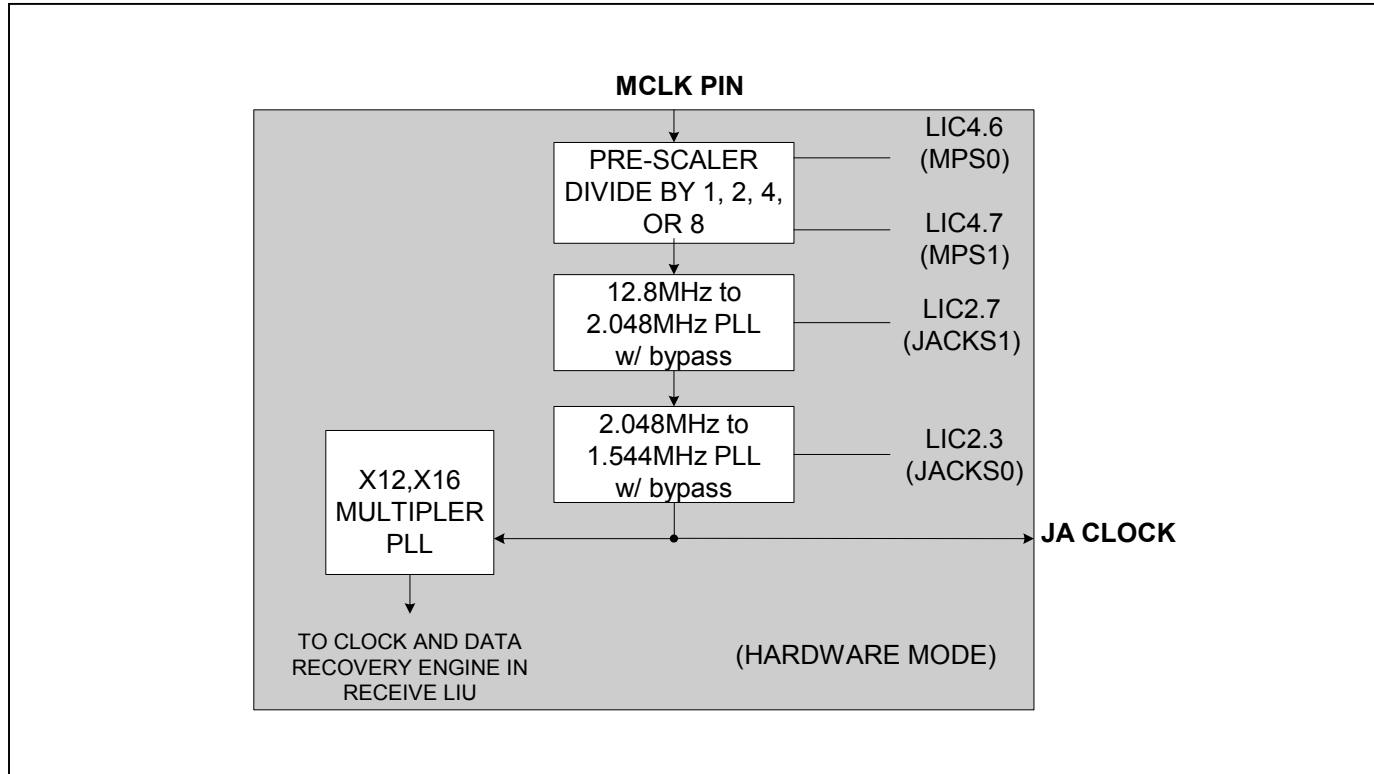 MCLK PIN
PRE-SCALER
DIVIDE BY 1, 2, 4,
OR 8
LIC4.6
(MPS0)
LIC4.7
(MPS1)
12.8MHz to
2.048MHz PLL
w/ bypass
LIC2.7
(JACKS1)
2.048MHz to
1.544MHz PLL
w/ bypass
LIC2.3
(JACKS0)
X12,X16
MULTIPLER
PLL
JA CLOCK
TO CLOCK AND DATA
RECOVERY ENGINE IN
RECEIVE LIU
(HARDWARE MODE)